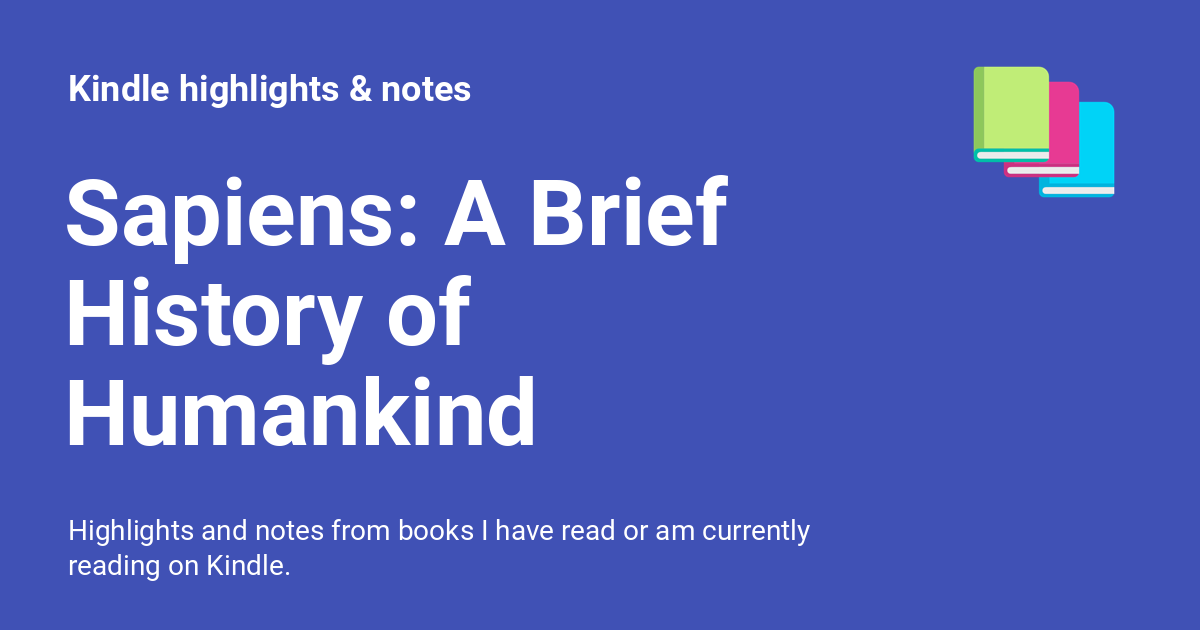 Kindle highlights & notes
Sapiens: A Brief
History of
Humankind
Highlights and notes from books I have read or am currently
reading on Kindle.